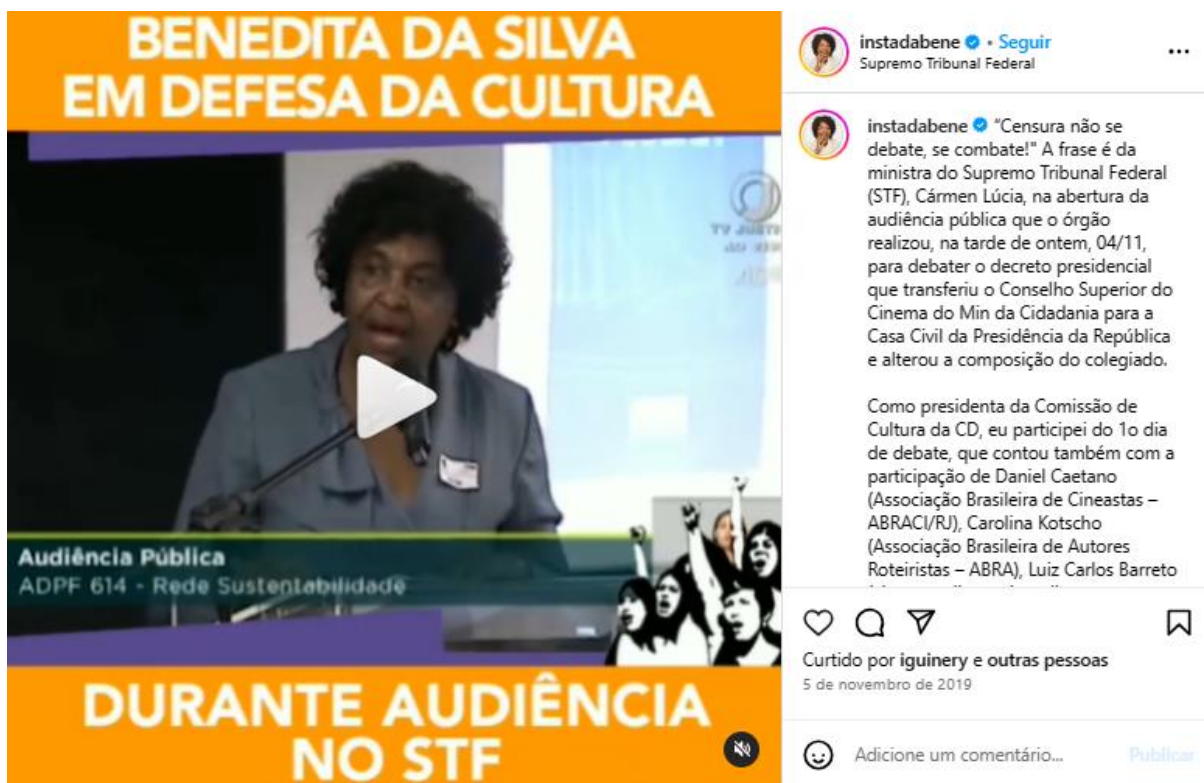 BENEDITA DA SILVA
EM DEFESA DA CULTURA
TV JUSTIÇA
Audiência Pública
ADPF 614 - Rede Sustentabilidade
DURANTE AUDIÊNCIA
NO STF
instadabene • Seguir
Supremo Tribunal Federal
instadabene "Censura não se
debate, se combate!" A frase é da
ministra do Supremo Tribunal Federal
(STF), Cármen Lúcia, na abertura da
audiência pública que o órgão
realizou, na tarde de ontem, 04/11,
para debater o decreto presidencial
que transferiu o Conselho Superior do
Cinema do Min da Cidadania para a
Casa Civil da Presidência da República
e alterou a composição do colegiado.
Como presidenta da Comissão de
Cultura da CD, eu participei do 1o dia
de debate, que contou também com a
participação de Daniel Caetano
(Associação Brasileira de Cineastas –
ABRACI/RJ), Carolina Kotscho
(Associação Brasileira de Autores
Roteiristas – ABRA), Luiz Carlos Barreto
Curtido por iguinery e outras pessoas
5 de novembro de 2019
Adicione um comentário...
Publicar